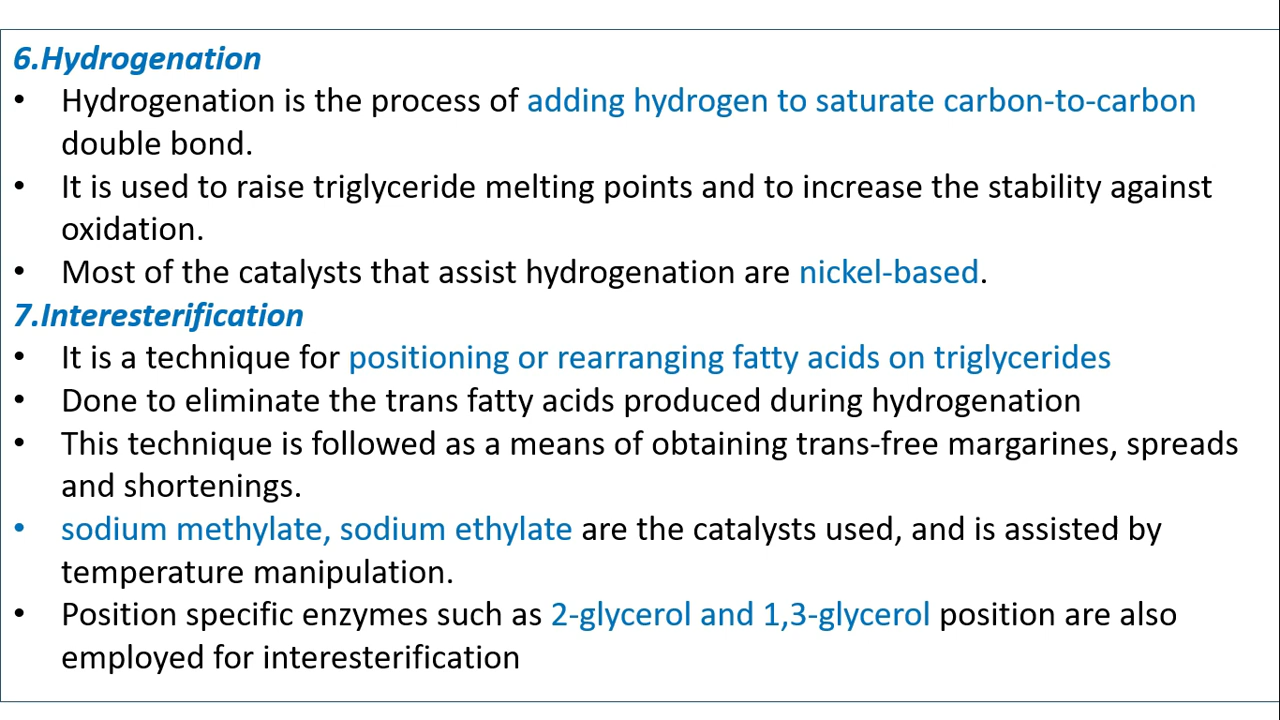 6.Hydrogenation
• Hydrogenation is the process of adding hydrogen to saturate carbon-to-carbon
double bond.
• It is used to raise triglyceride melting points and to increase the stability against
oxidation.
• Most of the catalysts that assist hydrogenation are nickel-based.
7.Interesterification
• It is a technique for positioning or rearranging fatty acids on triglycerides
• Done to eliminate the trans fatty acids produced during hydrogenation
• This technique is followed as a means of obtaining trans-free margarines, spreads
and shortenings.
• sodium methylate, sodium ethylate are the catalysts used, and is assisted by
temperature manipulation.
• Position specific enzymes such as 2-glycerol and 1,3-glycerol position are also
employed for interesterification